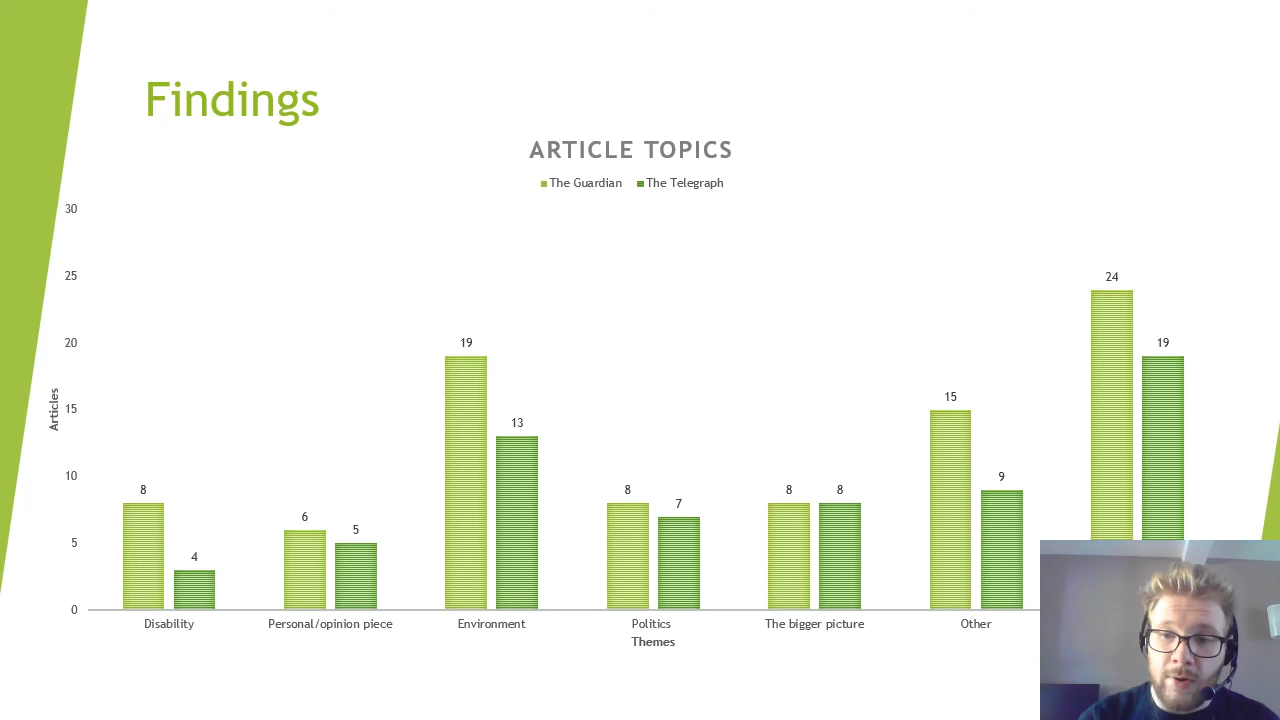 Findings
ARTICLE TOPICS
The Guardian The Telegraph
30
25
20
15
10
5
0
Articles
8 4 6 5 19 13 8 7 8 8 15 9 24 19
Disability Personal/opinion piece Environment Politics The bigger picture Other
Themes